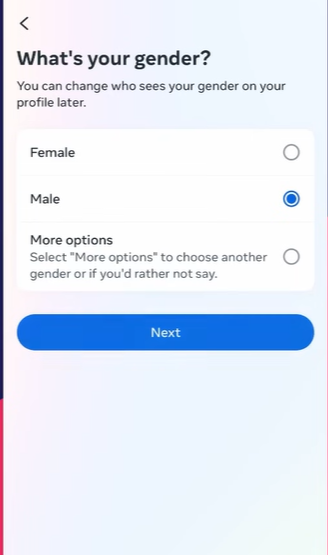 What's your gender?
You can change who sees your gender on your
profile later.
Female
Male
More options
Select "More options" to choose another
gender or if you'd rather not say.
Next